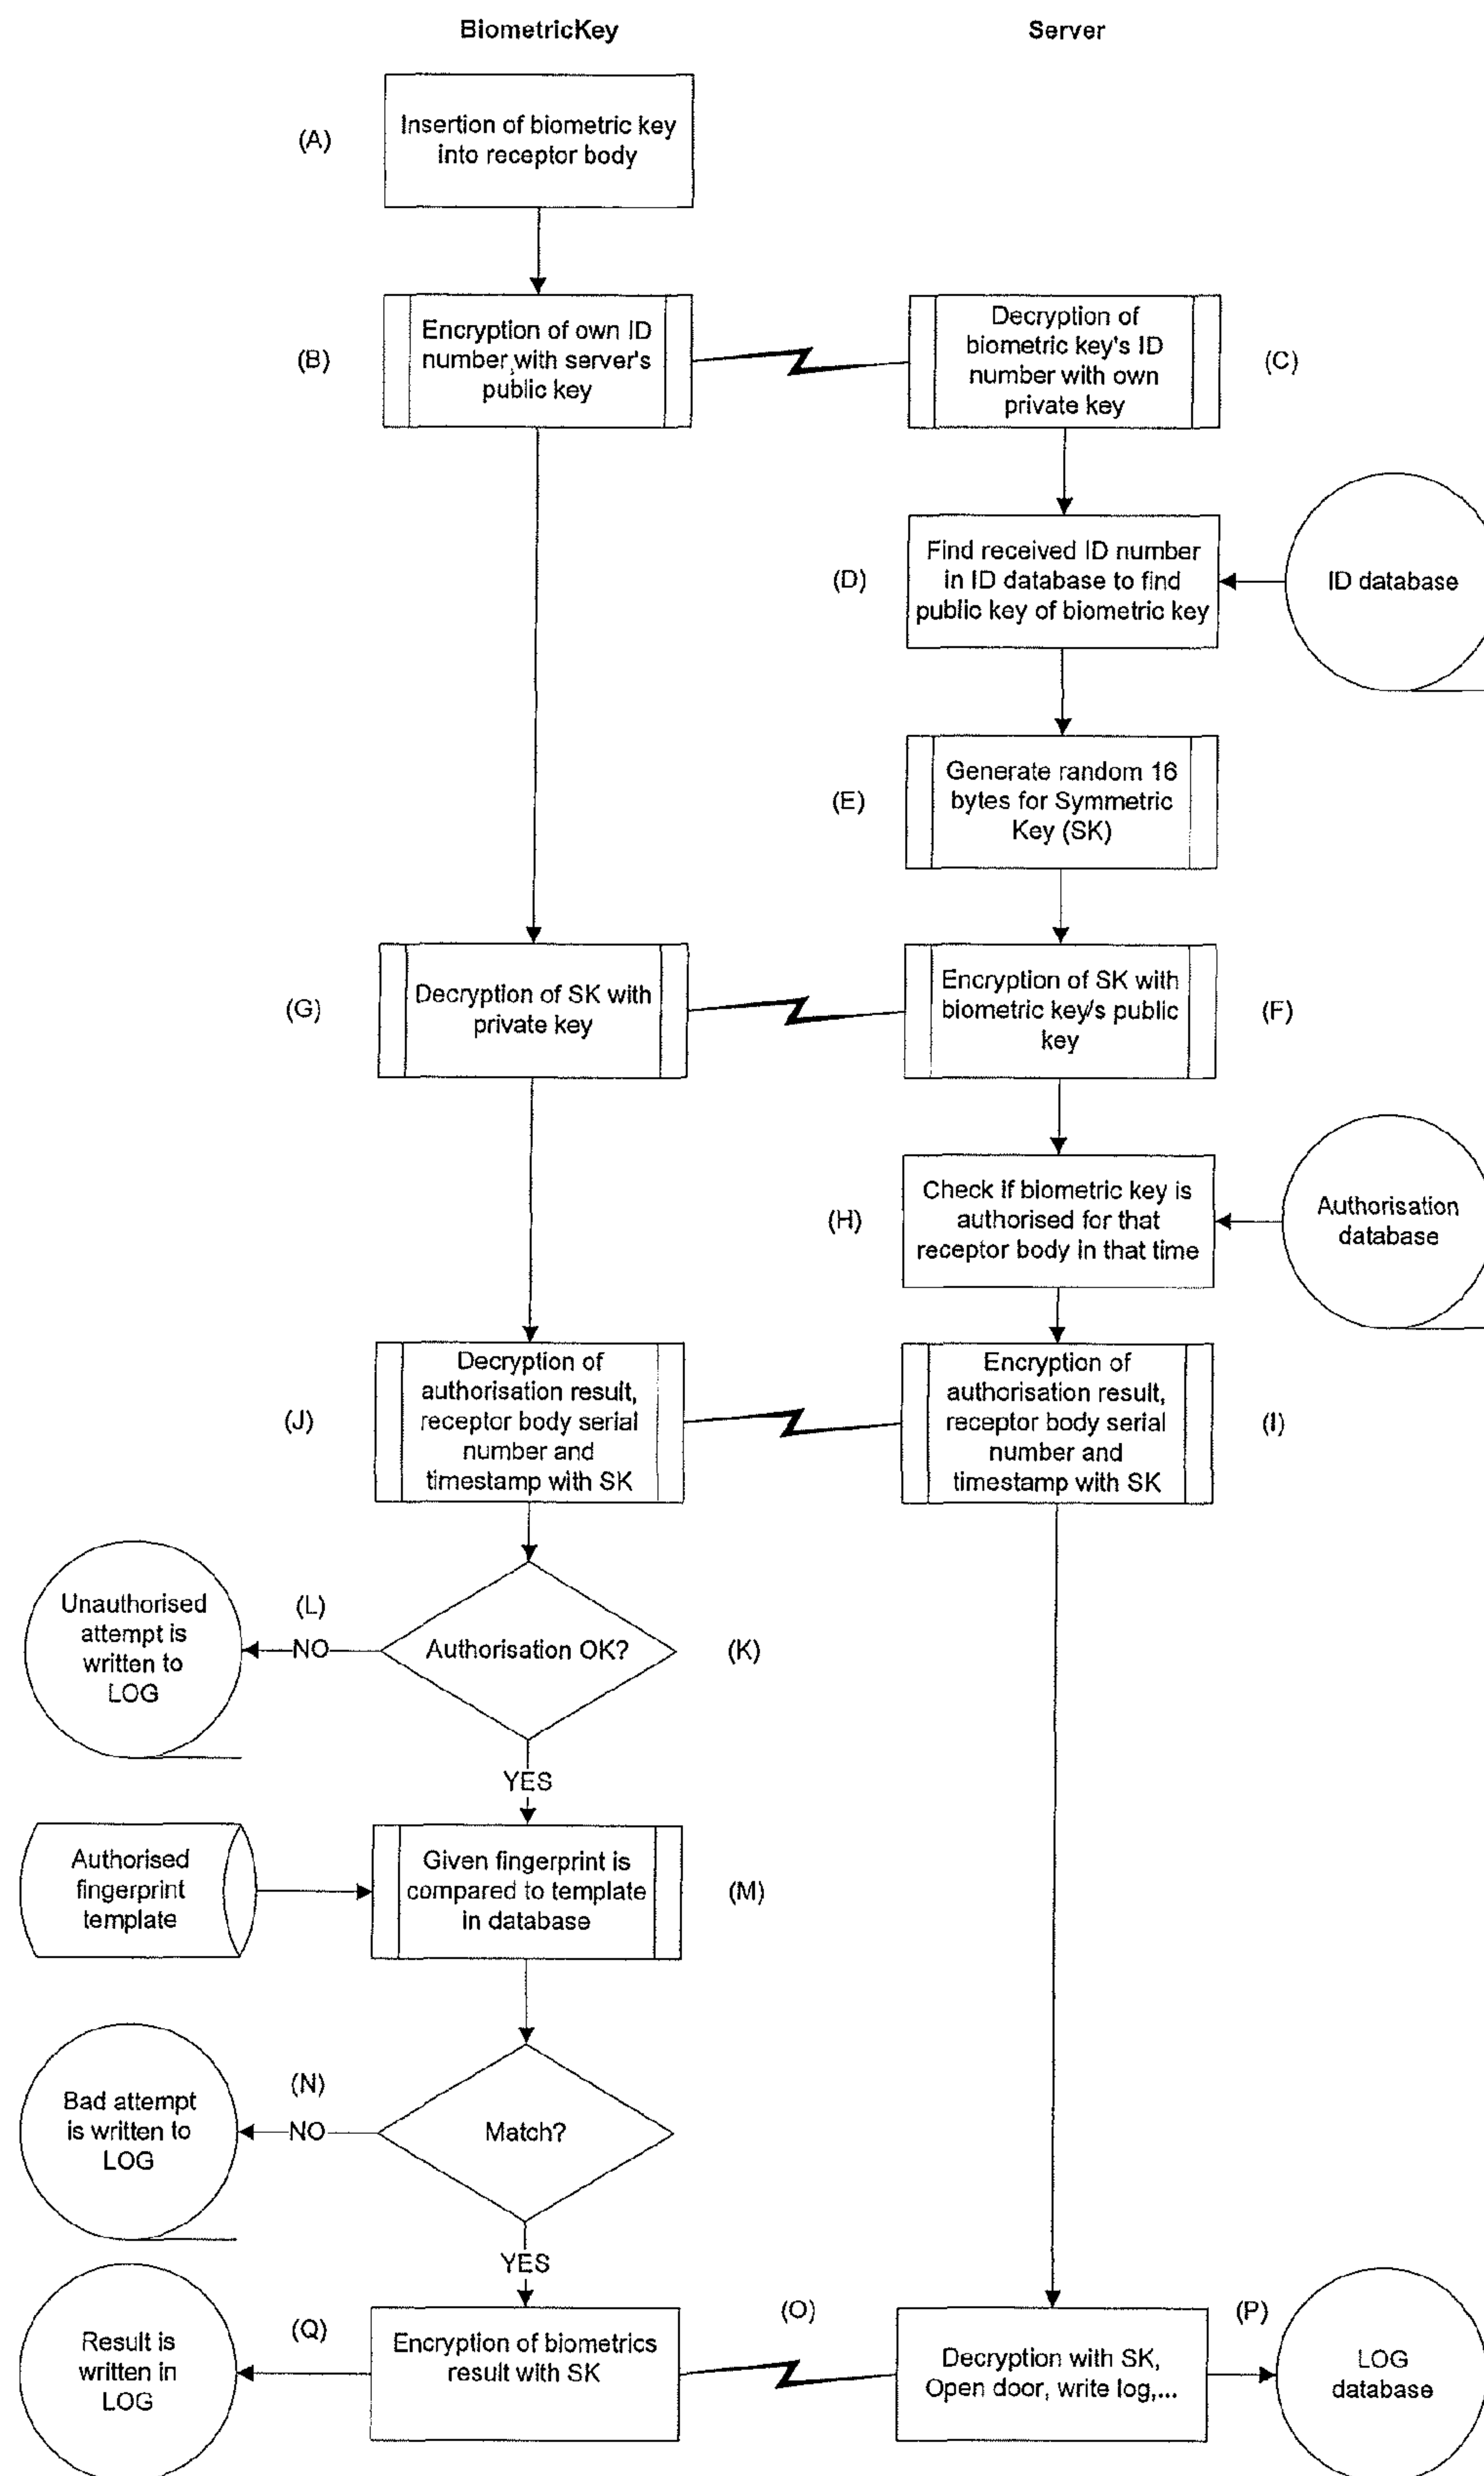 BiometricKey
Server
(A)
Insertion of biometric key
into receptor body
(B)
Encryption of own ID
number with server's
public key
Decryption of
biometric key's ID
number with own
private key
(C)
(D)
Find received ID number
in ID database to find
public key of biometric key
ID database
(E)
Generate random 16
bytes for Symmetric
Key (SK)
(G)
Decryption of SK with
private key
Encryption of SK with
biometric key's public
key
(F)
(H)
Check if biometric key is
authorised for that
receptor body in that time
Authorisation
database
(J)
Decryption of
authorisation result,
receptor body serial
number and
timestamp with SK
Encryption of
authorisation result,
receptor body serial
number and
timestamp with SK
(I)
Unauthorised
attempt is
written to
LOG
(L)
NO
Authorisation OK?
(K)
YES
Authorised
fingerprint
template
Given fingerprint is
compared to template
in database
(M)
Bad attempt
is written to
LOG
(N)
NO
Match?
YES
Result is
written in
LOG
(Q)
Encryption of biometrics
result with SK
(O)
Decryption with SK,
Open door, write log,...
(P)
LOG
database